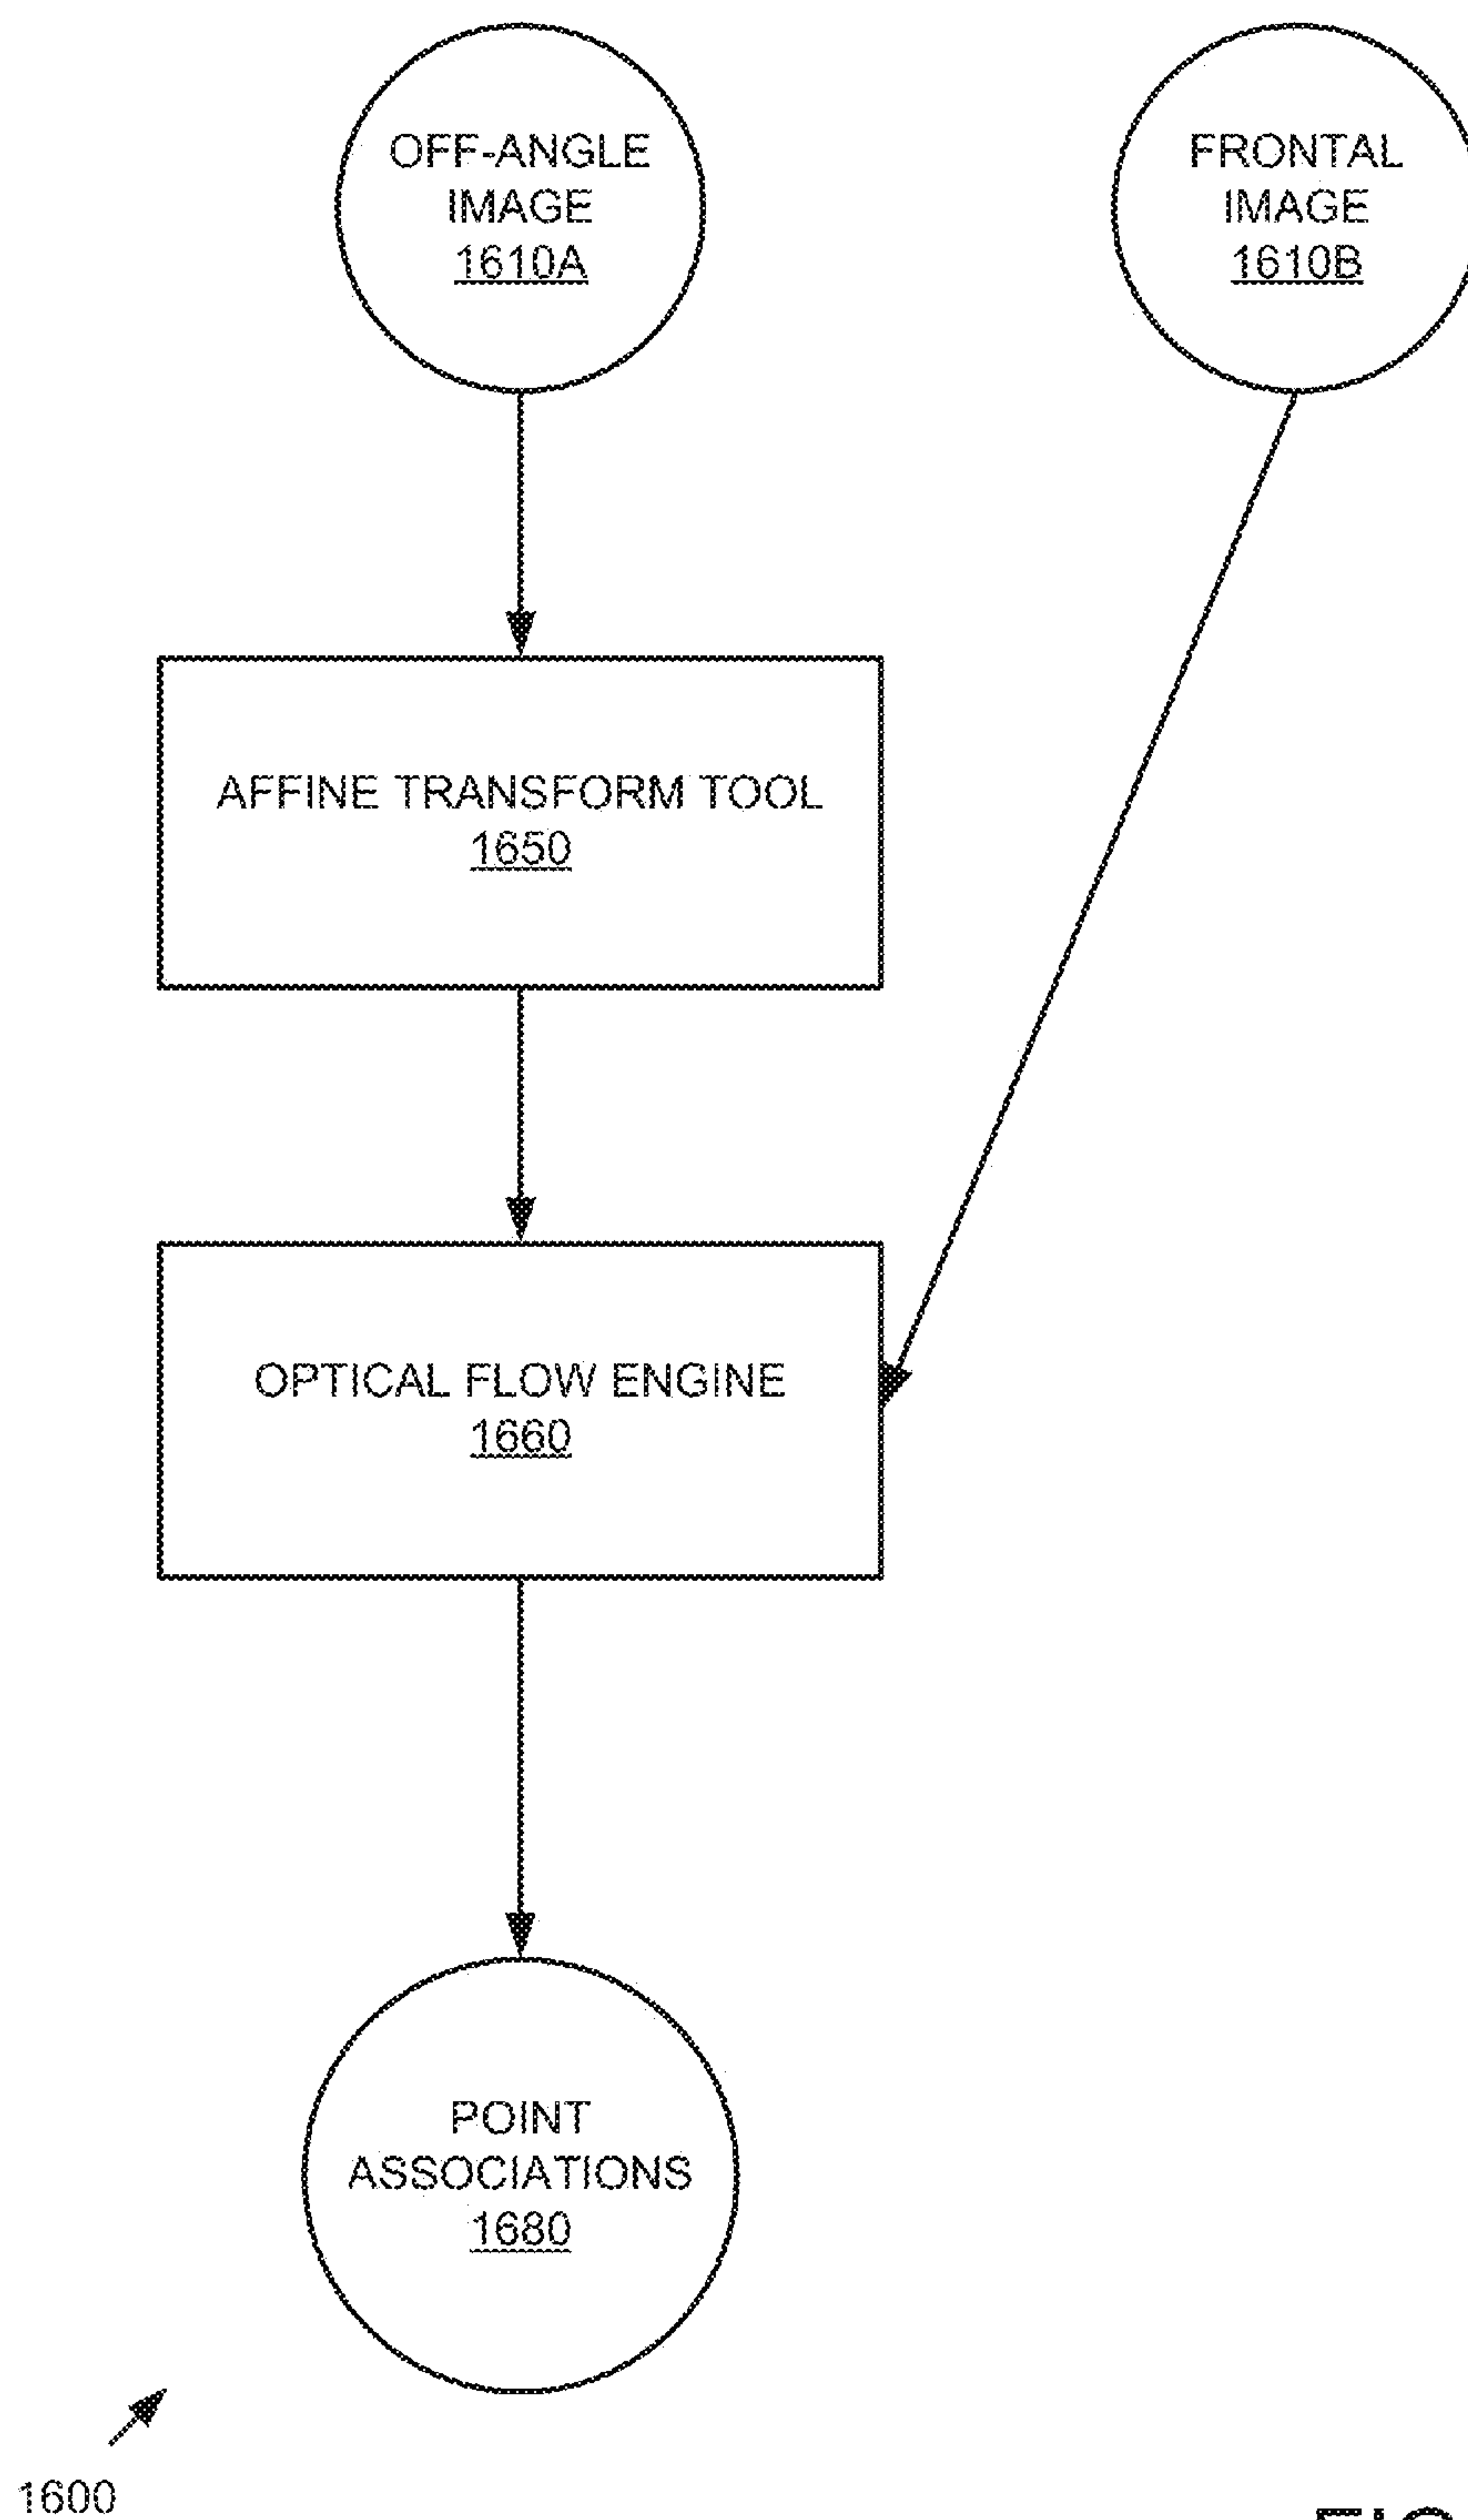 OFF-ANGLE
IMAGE
1610A
FRONTAL
IMAGE
1610B
AFFINE TRANSFORM TOOL
1650
OPTICAL FLOW ENGINE
1660
POINT
ASSOCIATIONS
1680
1600